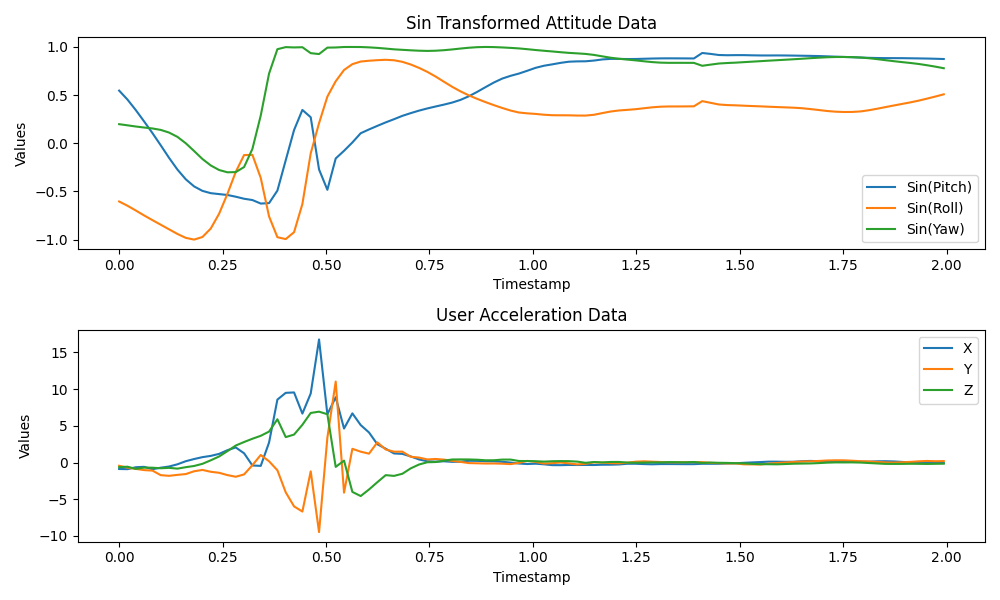 Sin Transformed Attitude Data
1.0
0.5
0.0
−0.5
−1.0
Values
Sin(Pitch)
Sin(Roll)
Sin(Yaw)
0.00 0.25 0.50 0.75 1.00 1.25 1.50 1.75 2.00
Timestamp
User Acceleration Data
15
10
5
0
−5
−10
Values
X
Y
Z
0.00 0.25 0.50 0.75 1.00 1.25 1.50 1.75 2.00
Timestamp